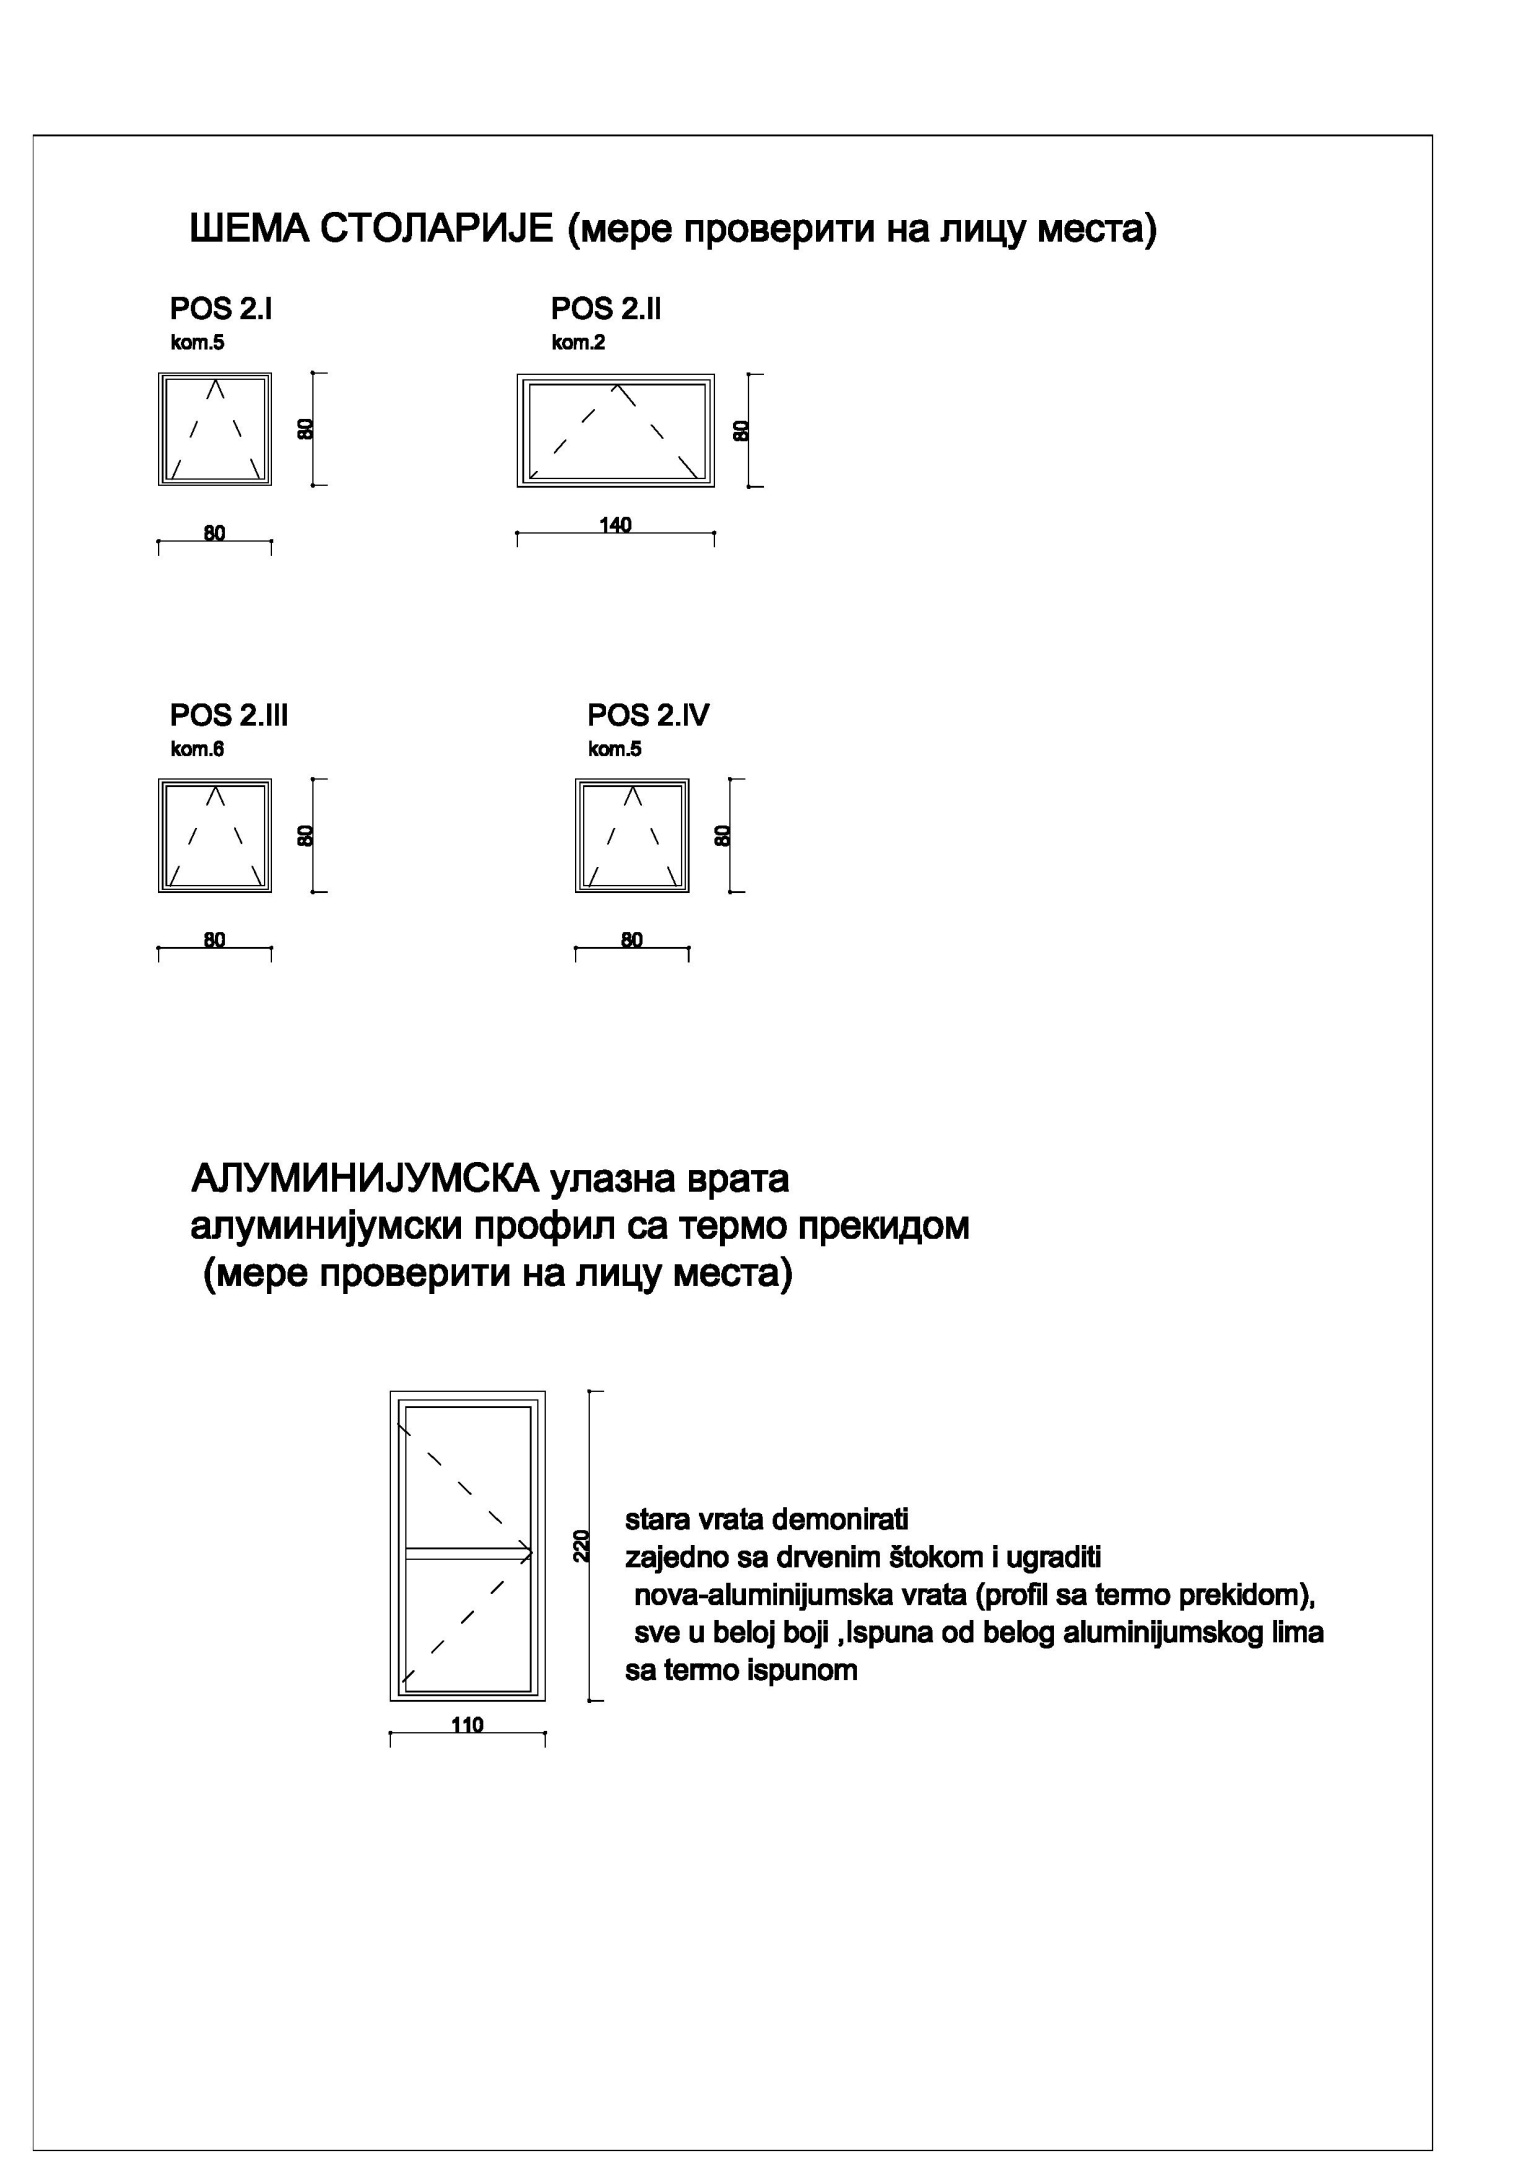 ШЕМА СТОЛАРИЈЕ (мере проверити на лицу места)
POS 2.I
kom.5
80
80
POS 2.II
kom.2
80
140
POS 2.III
kom.6
80
80
POS 2.IV
kom.5
80
80
АЛУМИНИЈУМСКА улазна врата
алуминијумски профил са термо прекидом
(мере проверити на лицу места)
220
110
stara vrata demonirati
zajedno sa drvenim štokom i ugraditi
nova-aluminijumska vrata (profil sa termo prekidom),
sve u beloj boji ,Ispuna od belog aluminijumskog lima
sa termo ispunom